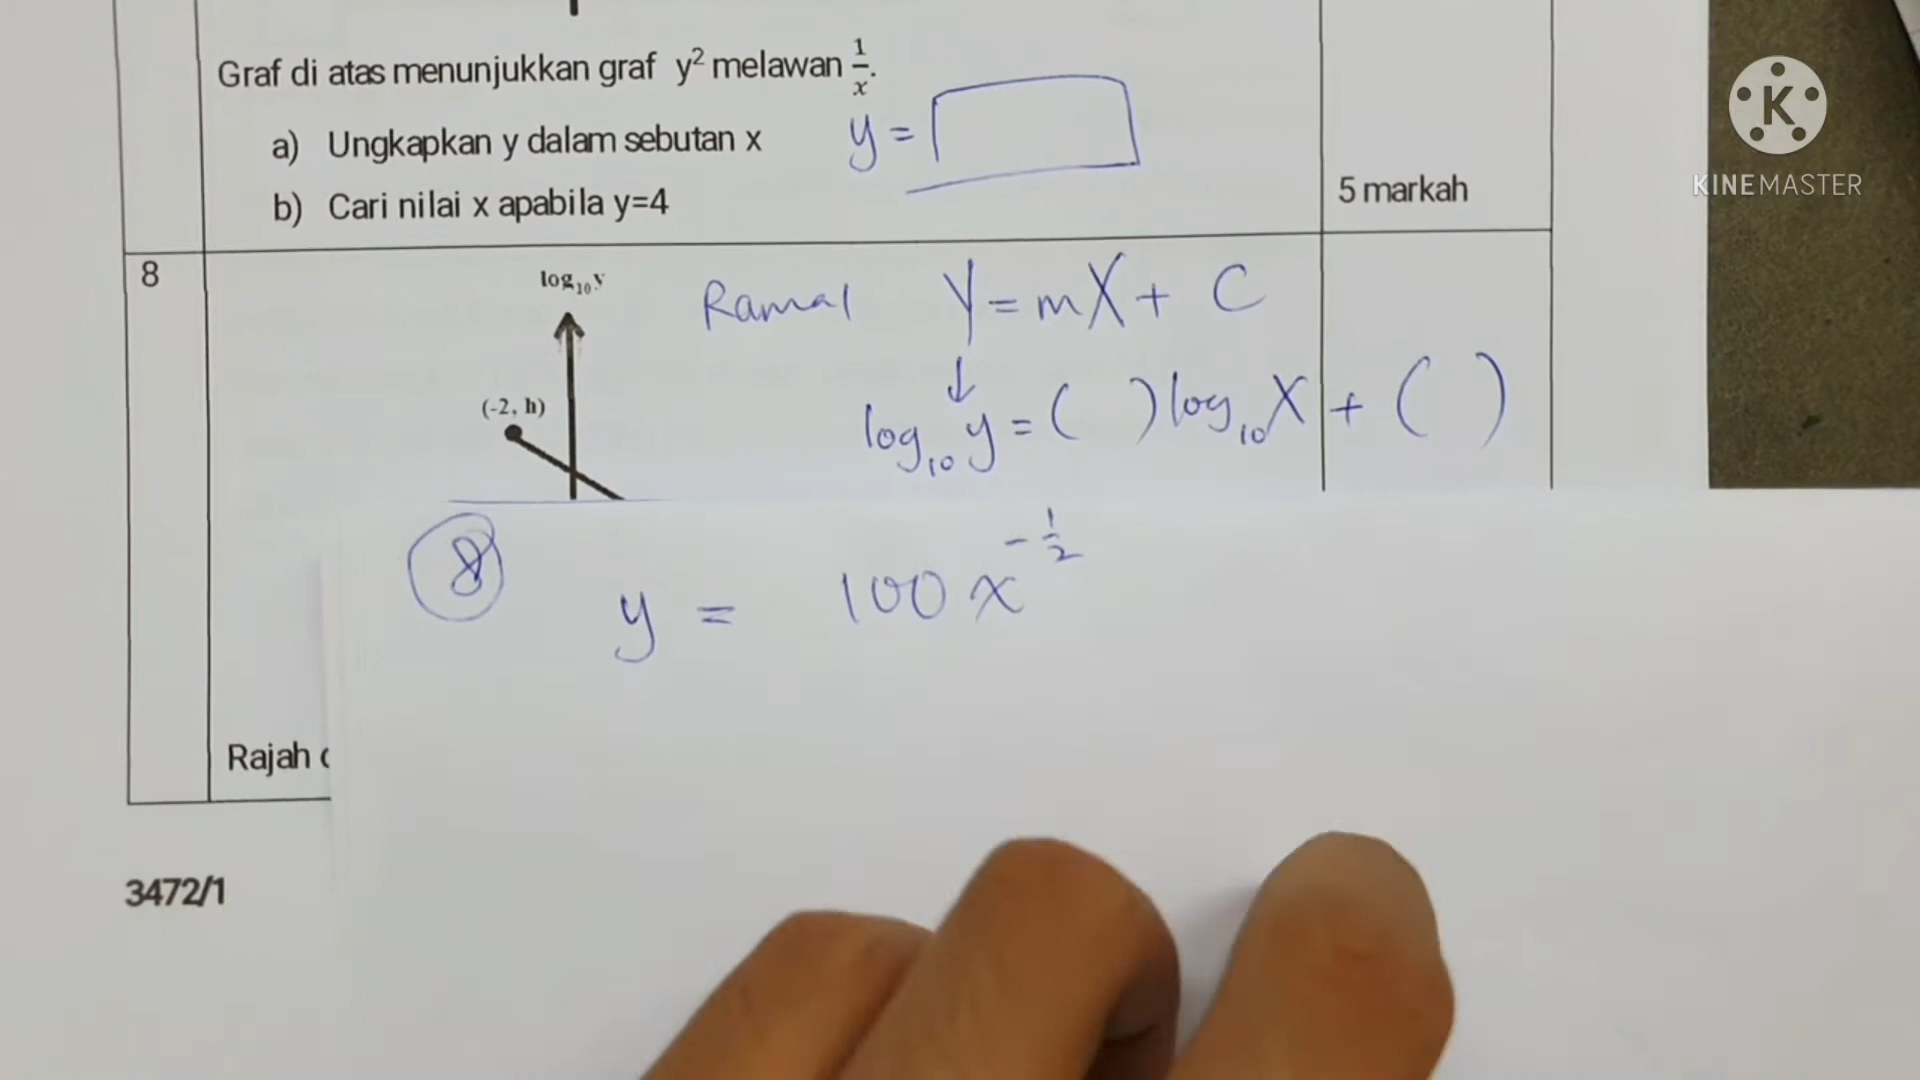 Graf di atas menunjukkan graf y² melawan 1/x.
a) Ungkapkan y dalam sebutan x
y =
b) Cari nilai x apabila y=4
5 markah
KINEMASTER
8
log₁₀y
Ramal Y = mX + C
(-2, h)
↓
log₁₀ y = ( ) log₁₀ X + ( )
8
y = 100 x^(-1/2)
Rajah
3472/1